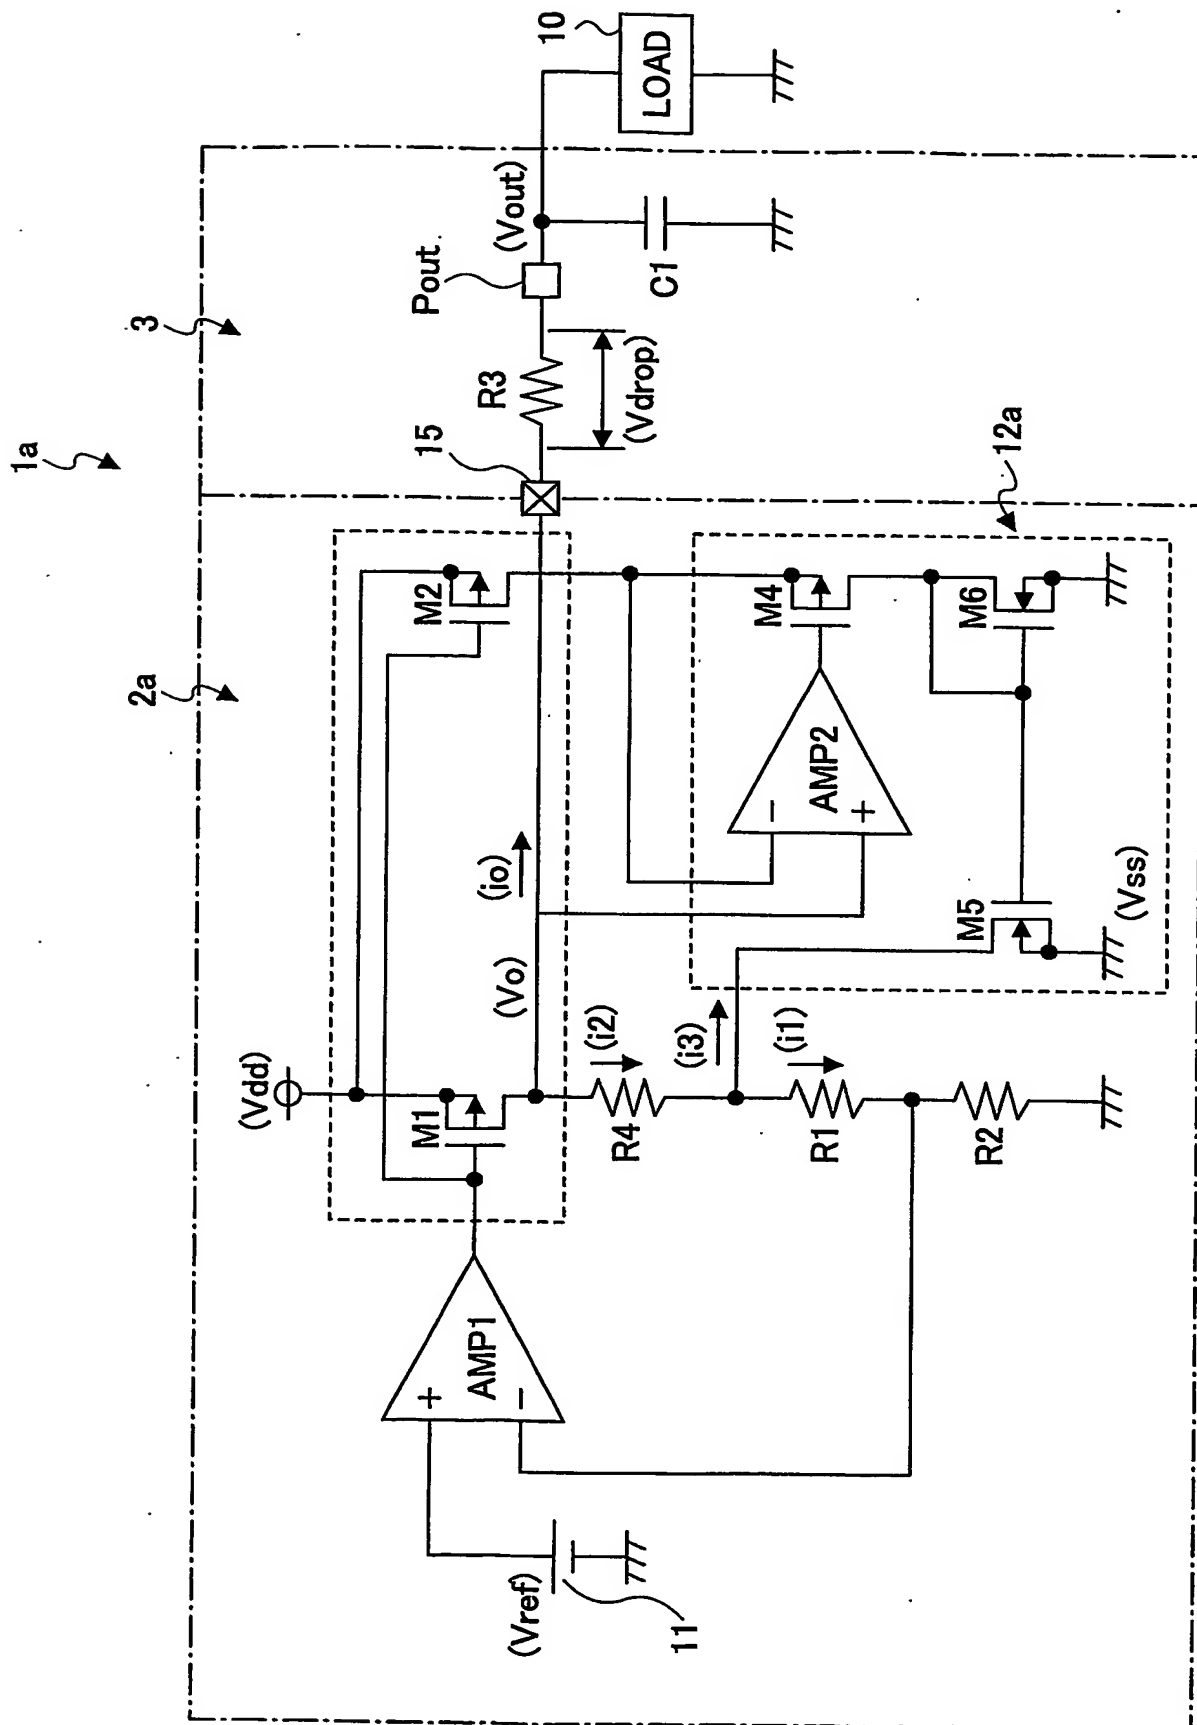 1a
2a
3
10
LOAD
(Vdd)
M2
15
R3
Pout
(Vout)
(Vdrop)
C1
M1
(Vo)
(io)
AMP1
+
−
(Vref)
11
R4
(i2)
(i3)
R1
(i1)
R2
12a
AMP2
−
+
M4
M5
M6
(Vss)